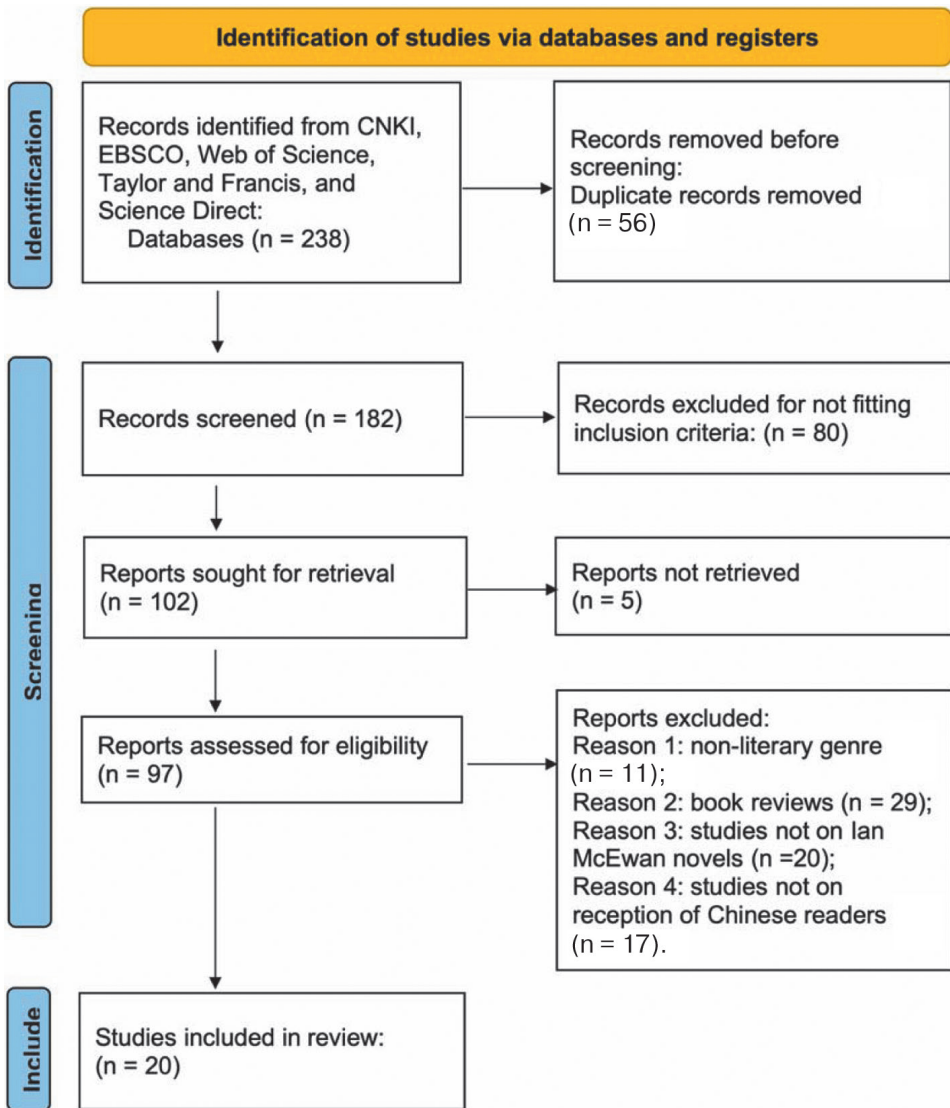 Identification of studies via databases and registers
Identification
Records identified from CNKI,
EBSCO, Web of Science,
Taylor and Francis, and
Science Direct:
Databases (n = 238)
Records removed before
screening:
Duplicate records removed
(n = 56)
Screening
Records screened (n = 182)
Records excluded for not fitting
inclusion criteria: (n = 80)
Reports sought for retrieval
(n = 102)
Reports not retrieved
(n = 5)
Reports assessed for eligibility
(n = 97)
Reports excluded:
Reason 1: non-literary genre
(n = 11);
Reason 2: book reviews (n = 29);
Reason 3: studies not on Ian
McEwan novels (n =20);
Reason 4: studies not on
reception of Chinese readers
(n = 17).
Include
Studies included in review:
(n = 20)